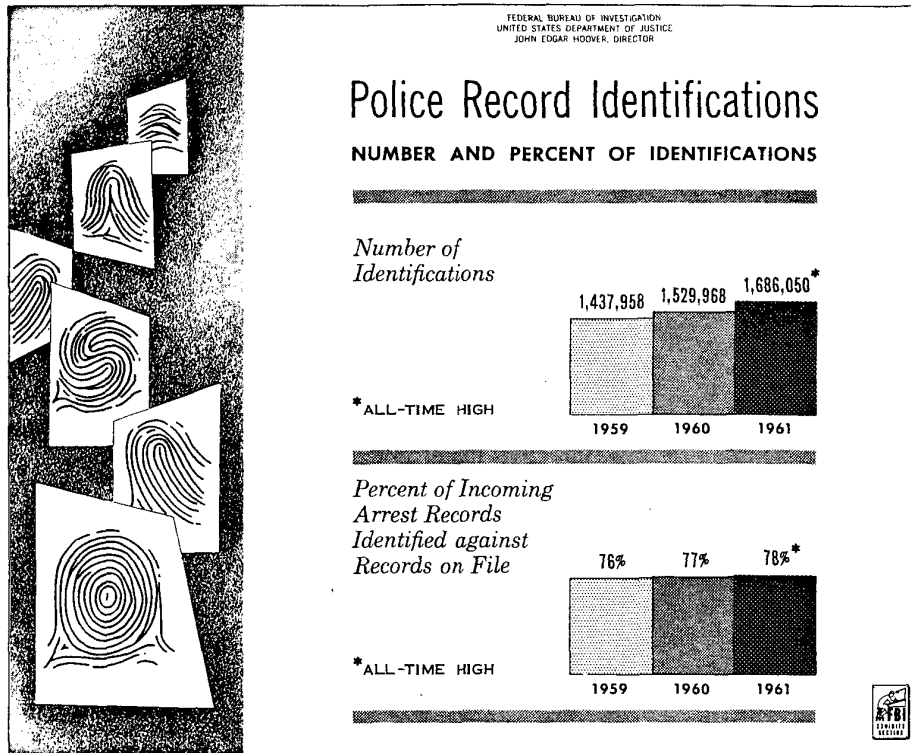 FEDERAL BUREAU OF INVESTIGATION
UNITED STATES DEPARTMENT OF JUSTICE
JOHN EDGAR HOOVER, DIRECTOR
Police Record Identifications
NUMBER AND PERCENT OF IDENTIFICATIONS
Number of
Identifications
1,437,958 1,529,968 1,686,050*
*ALL-TIME HIGH
1959 1960 1961
Percent of Incoming
Arrest Records
Identified against
Records on File
76% 77% 78%*
*ALL-TIME HIGH
1959 1960 1961
FBI
EXHIBITS
SECTION